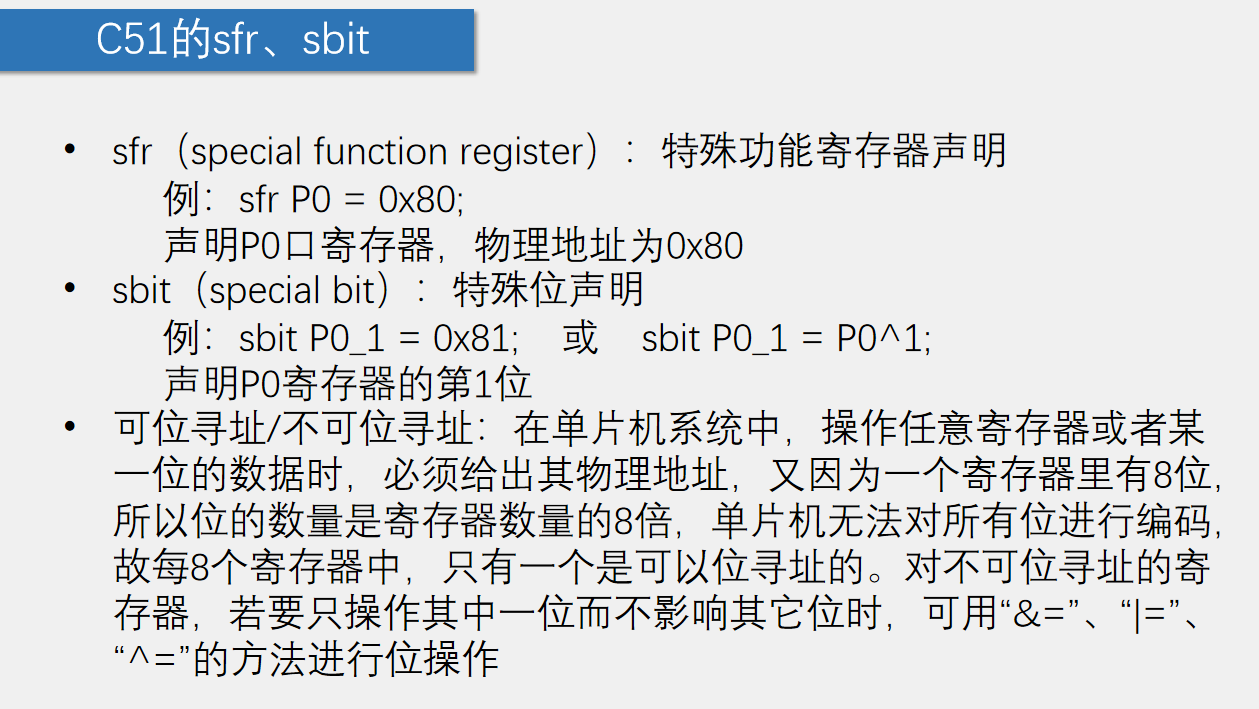 C51的sfr、sbit
• sfr（special function register）：特殊功能寄存器声明
例：sfr P0 = 0x80;
声明P0口寄存器，物理地址为0x80
• sbit（special bit）：特殊位声明
例：sbit P0_1 = 0x81; 或 sbit P0_1 = P0^1;
声明P0寄存器的第1位
• 可位寻址/不可位寻址：在单片机系统中，操作任意寄存器或者某
一位的数据时，必须给出其物理地址，又因为一个寄存器里有8位，
所以位的数量是寄存器数量的8倍，单片机无法对所有位进行编码，
故每8个寄存器中，只有一个是可以位寻址的。对不可位寻址的寄
存器，若要只操作其中一位而不影响其它位时，可用“&=”、“|=”、
“^=”的方法进行位操作